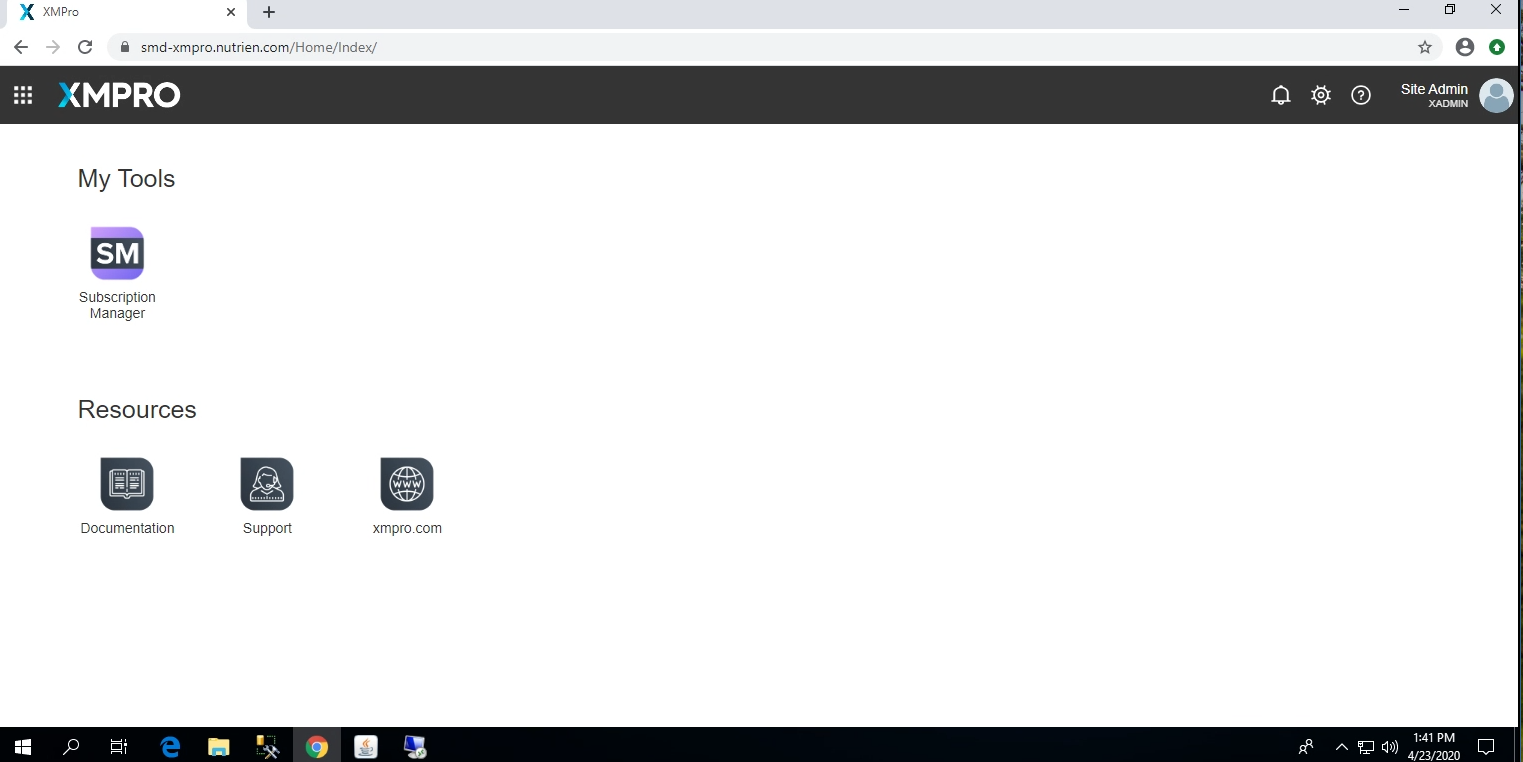 XMPro
smd-xmpro.nutrien.com/Home/Index/
XMPRO
Site Admin
XADMIN
My Tools
SM
Subscription
Manager
Resources
WWW
Documentation
Support
xmpro.com
1:41 PM
4/23/2020